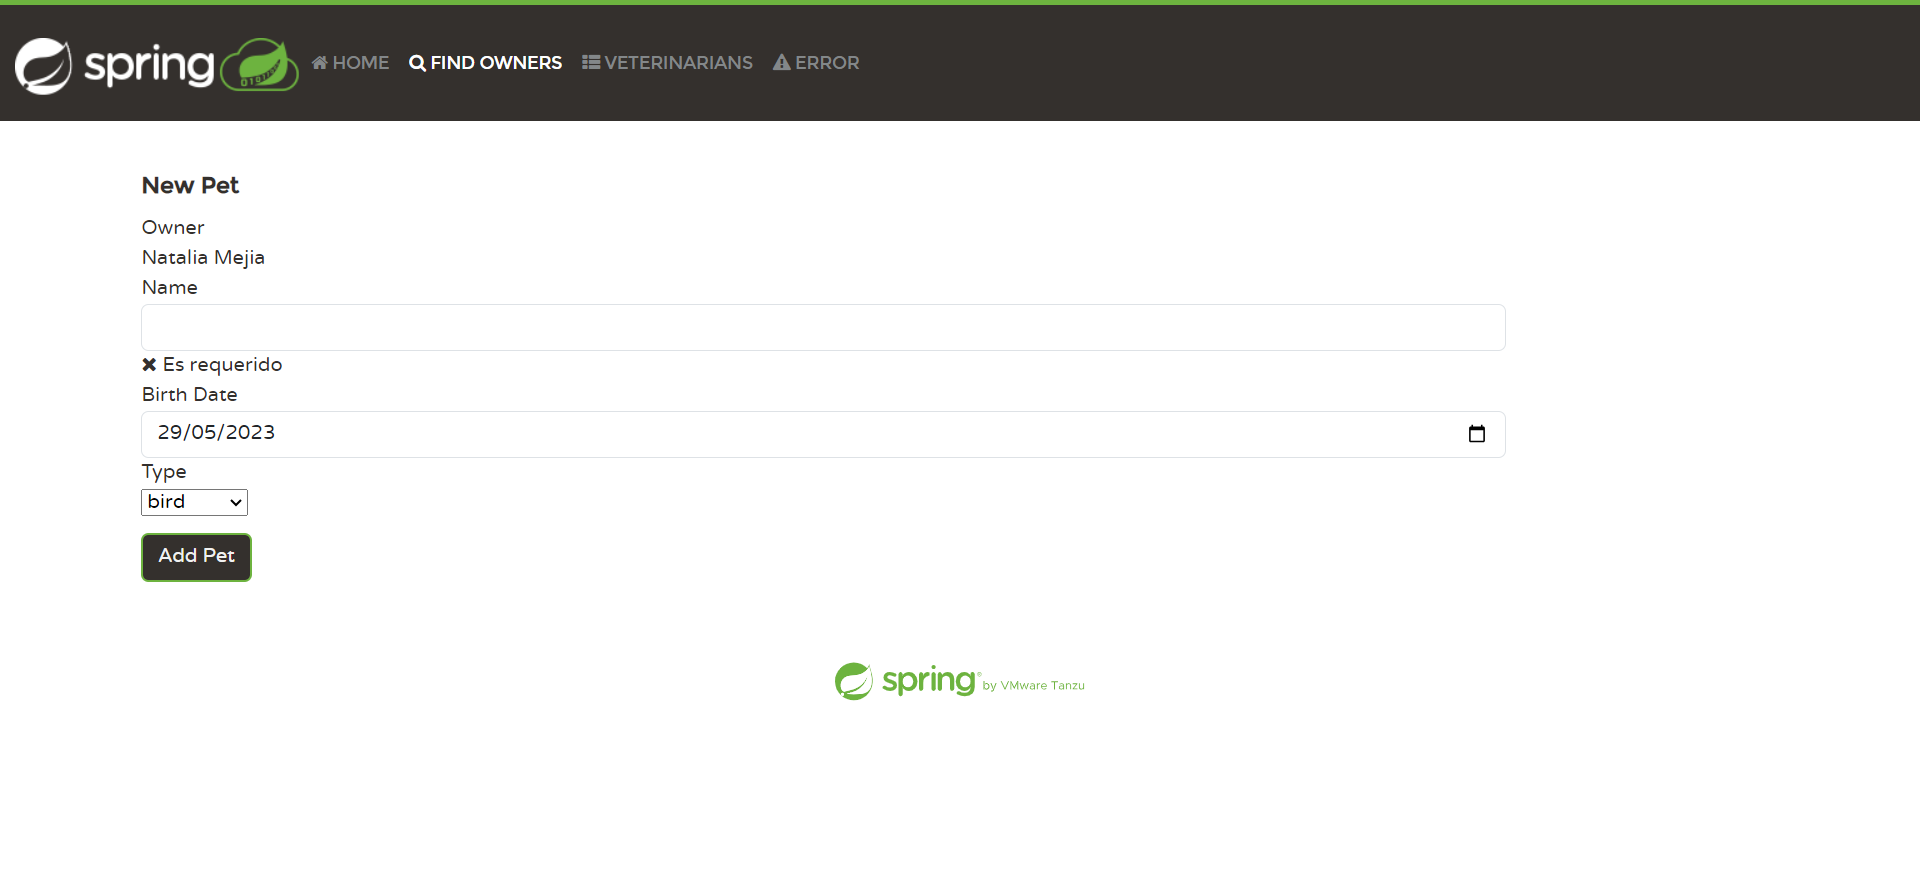 spring
HOME
FIND OWNERS
VETERINARIANS
ERROR
New Pet
Owner
Natalia Mejia
Name
Es requerido
Birth Date
29/05/2023
Type
bird
Add Pet
spring by VMware Tanzu